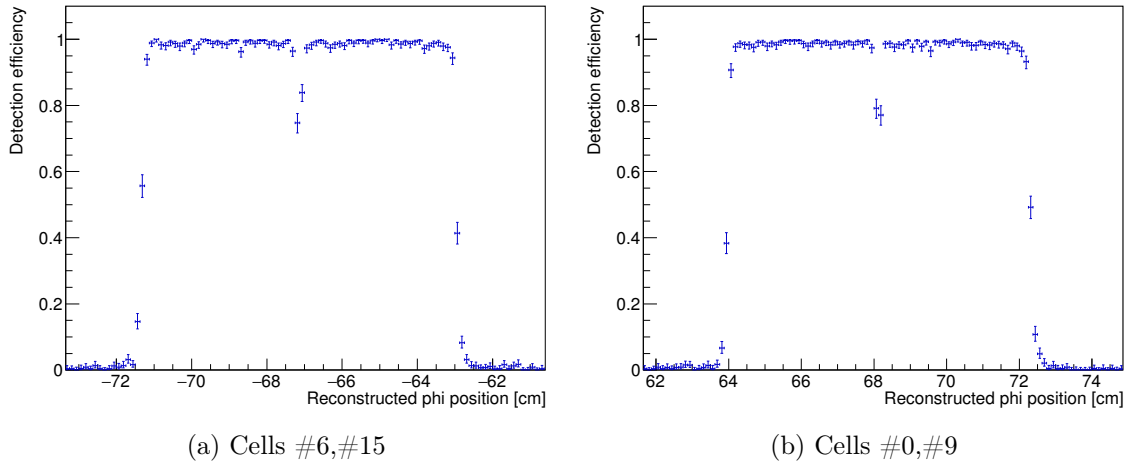 Detection efficiency
1
0.8
0.6
0.4
0.2
0
−72 −70 −68 −66 −64 −62
Reconstructed phi position [cm]
(a) Cells #6,#15
Detection efficiency
1
0.8
0.6
0.4
0.2
0
62 64 66 68 70 72 74
Reconstructed phi position [cm]
(b) Cells #0,#9